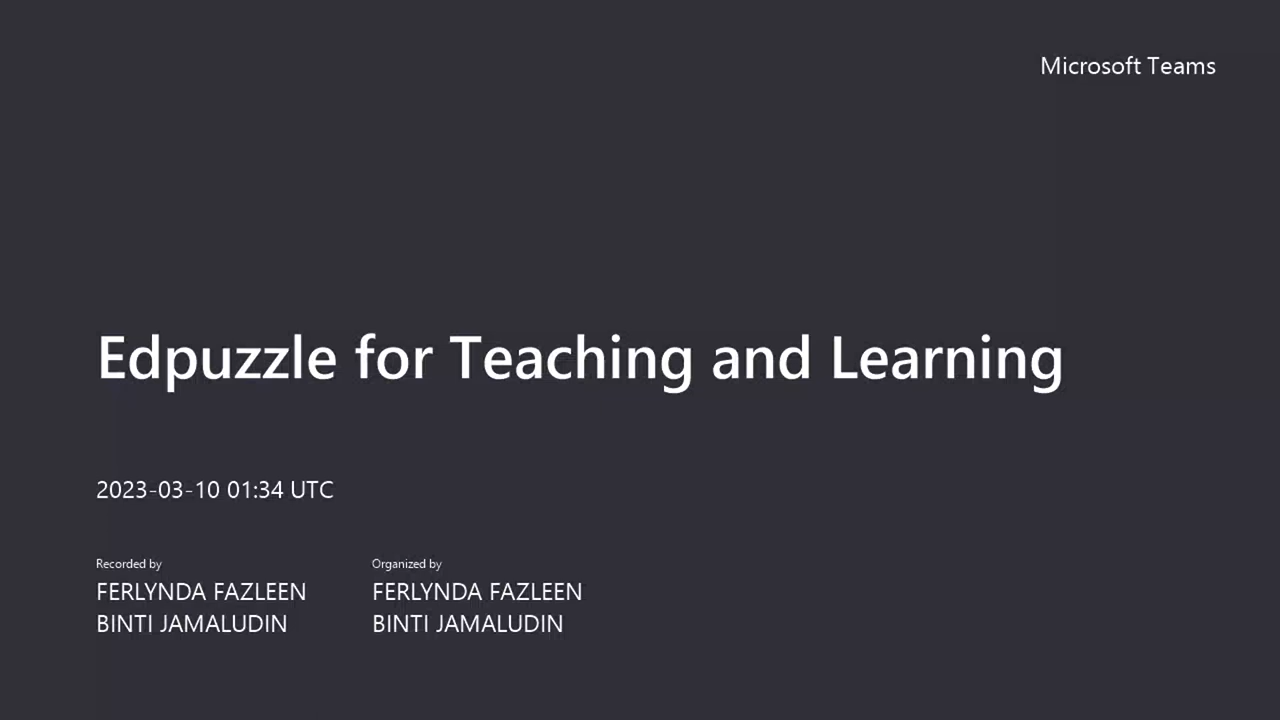 Microsoft Teams
Edpuzzle for Teaching and Learning
2023-03-10 01:34 UTC
Recorded by
FERLYNDA FAZLEEN
BINTI JAMALUDIN
Organized by
FERLYNDA FAZLEEN
BINTI JAMALUDIN